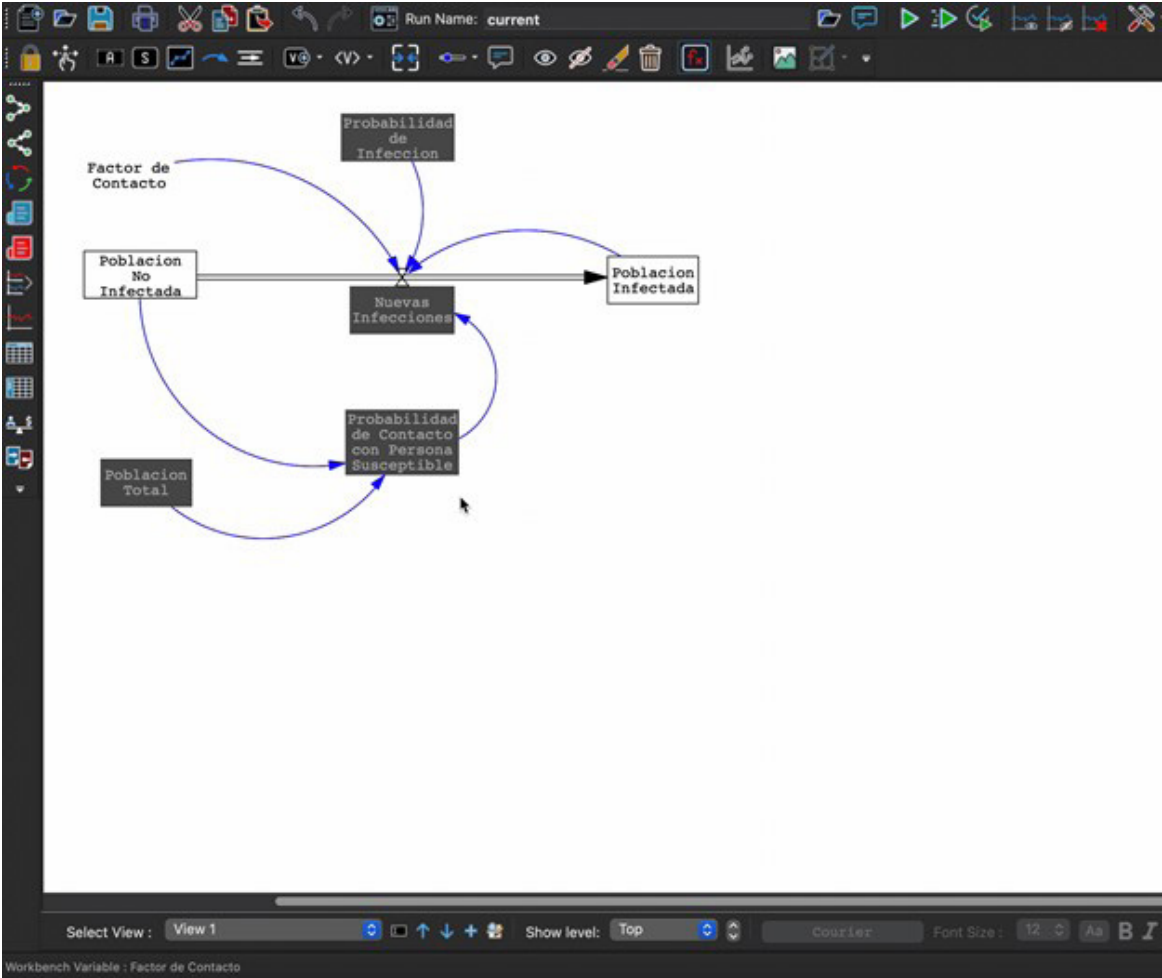 Run Name: current
A
S
V
<V>
fx
Probabilidad
de
Infeccion
Factor de
Contacto
Poblacion
No
Infectada
Poblacion
Infectada
Nuevas
Infecciones
Probabilidad
de Contacto
con Persona
Susceptible
Poblacion
Total
Select View : View 1 Show level: Top Courier Font Size : 12 Aa B I
Workbench Variable : Factor de Contacto